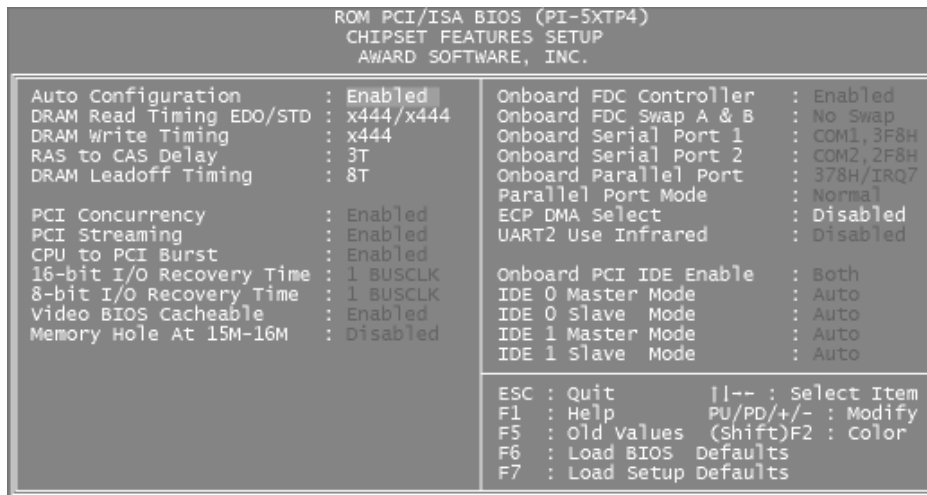 ROM PCI/ISA BIOS (PI-5XTP4)
CHIPSET FEATURES SETUP
AWARD SOFTWARE, INC.
Auto Configuration : Enabled
DRAM Read Timing EDO/STD : x444/x444
DRAM Write Timing : x444
RAS to CAS Delay : 3T
DRAM Leadoff Timing : 8T
PCI Concurrency : Enabled
PCI Streaming : Enabled
CPU to PCI Burst : Enabled
16-bit I/O Recovery Time : 1 BUSCLK
8-bit I/O Recovery Time : 1 BUSCLK
Video BIOS Cacheable : Enabled
Memory Hole At 15M-16M : Disabled
Onboard FDC Controller : Enabled
Onboard FDC Swap A & B : No Swap
Onboard Serial Port 1 : COM1,3F8H
Onboard Serial Port 2 : COM2,2F8H
Onboard Parallel Port : 378H/IRQ7
Parallel Port Mode : Normal
ECP DMA Select : Disabled
UART2 Use Infrared : Disabled
Onboard PCI IDE Enable : Both
IDE 0 Master Mode : Auto
IDE 0 Slave Mode : Auto
IDE 1 Master Mode : Auto
IDE 1 Slave Mode : Auto
ESC : Quit ||-- : Select Item
F1 : Help PU/PD/+/- : Modify
F5 : Old Values (Shift)F2 : Color
F6 : Load BIOS Defaults
F7 : Load Setup Defaults